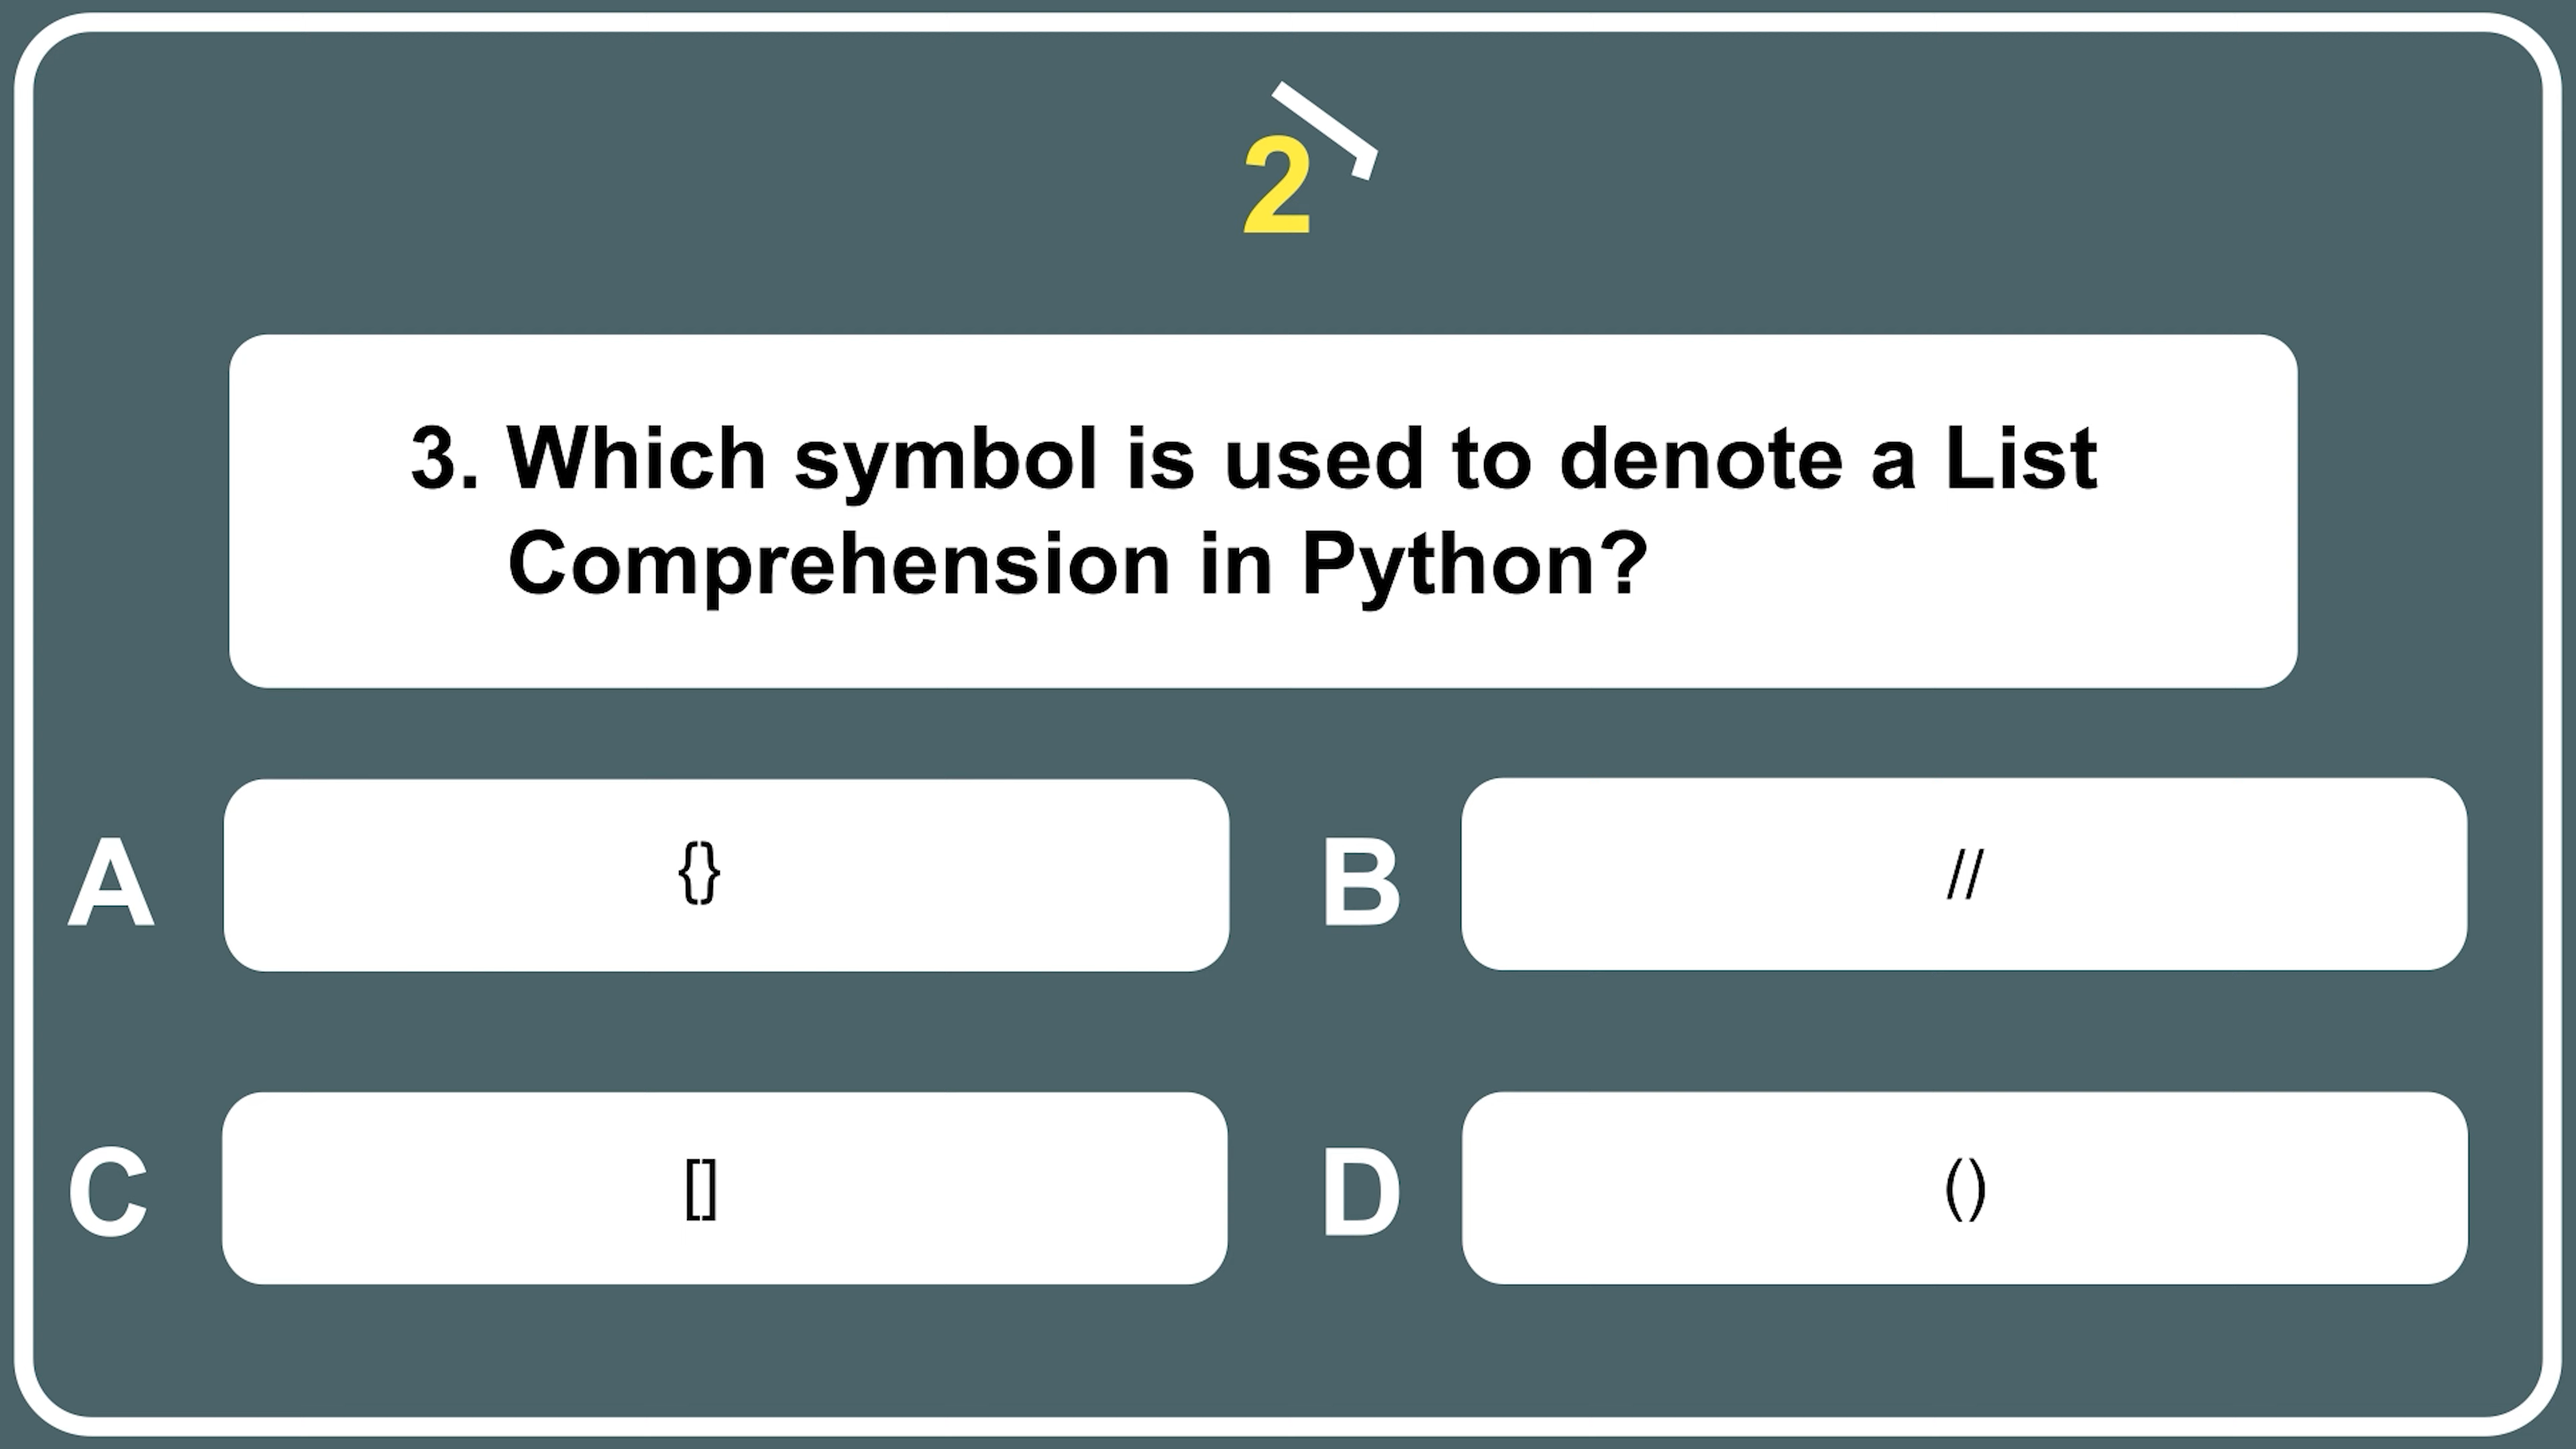 2
3. Which symbol is used to denote a List
Comprehension in Python?
A
{}
B
//
C
[]
D
()